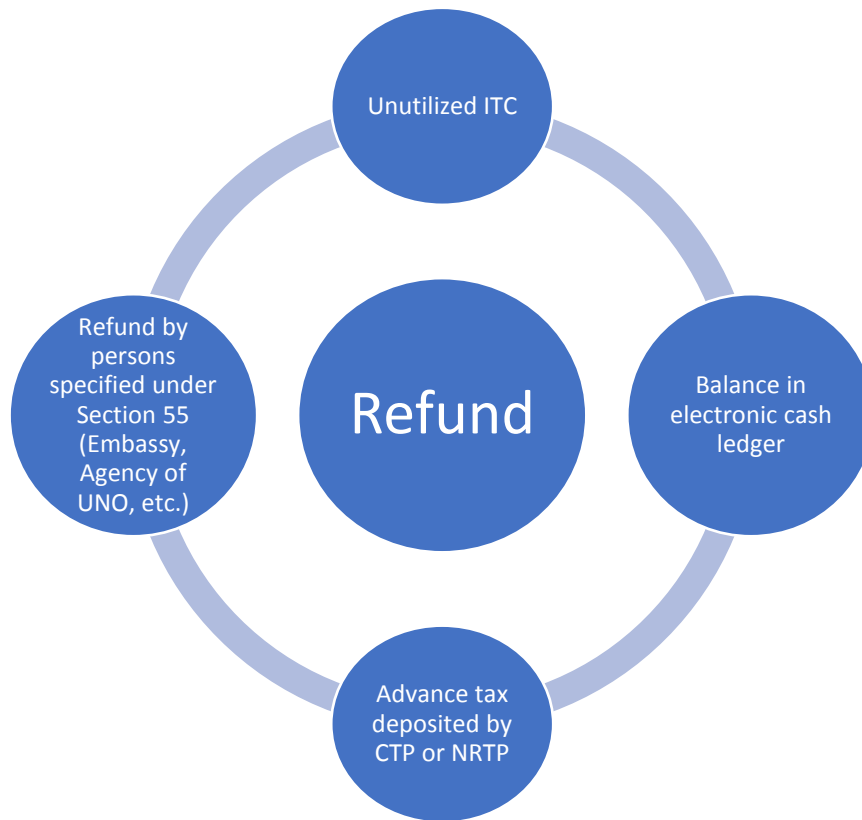 Unutilized ITC
Refund by
persons
specified under
Section 55
(Embassy,
Agency of
UNO, etc.)
Refund
Balance in
electronic cash
ledger
Advance tax
deposited by
CTP or NRTP